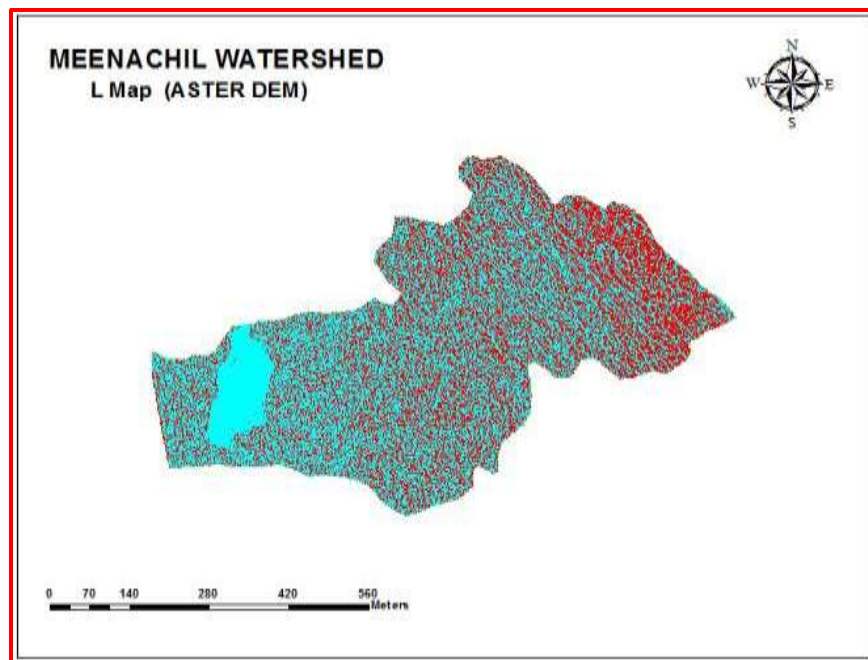 MEENACHIL WATERSHED
L Map (ASTER DEM)
N
W E
S
0 70 140 280 420 560
Meters